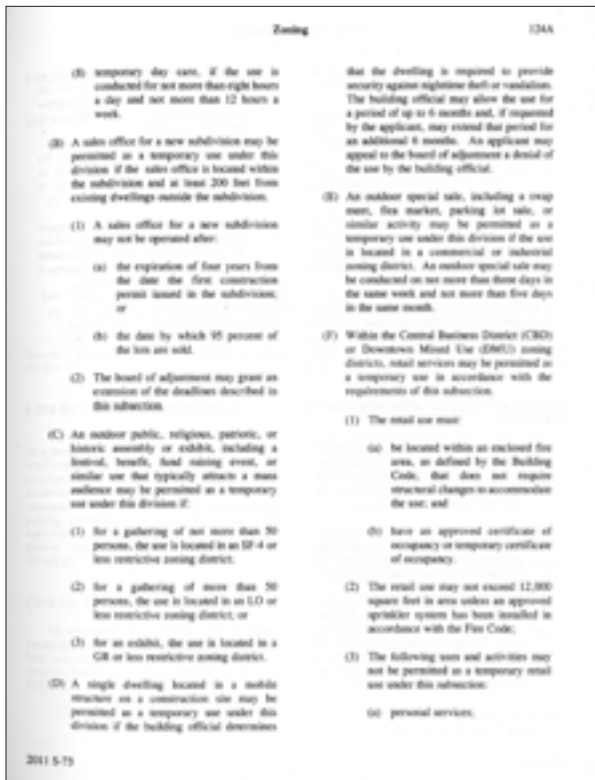 Zoning
124A
(8) temporary day care, if the use is
conducted for not more than eight hours
a day and not more than 12 hours a
week.
(B) A sales office for a new subdivision may be
permitted as a temporary use under this
division if the sales office is located within
the subdivision and at least 200 feet from
existing dwellings outside the subdivision.
(1) A sales office for a new subdivision
may not be operated after:
(a) the expiration of four years from
the date the first construction
permit issued in the subdivision;
or
(b) the date by which 95 percent of
the lots are sold.
(2) The board of adjustment may grant an
extension of the deadlines described in
this subsection.
(C) An outdoor public, religious, patriotic, or
historic assembly or exhibit, including a
festival, benefit, fund raising event, or
similar use that typically attracts a mass
audience may be permitted as a temporary
use under this division if:
(1) for a gathering of not more than 50
persons, the use is located in an SF-4 or
less restrictive zoning district;
(2) for a gathering of more than 50
persons, the use is located in an LO or
less restrictive zoning district; or
(3) for an exhibit, the use is located in a
GR or less restrictive zoning district.
(D) A single dwelling located in a mobile
structure on a construction site may be
permitted as a temporary use under this
division if the building official determines
that the dwelling is required to provide
security against nighttime theft or vandalism.
The building official may allow the use for
a period of up to 6 months and, if requested
by the applicant, may extend that period for
an additional 6 months. An applicant may
appeal to the board of adjustment a denial of
the use by the building official.
(E) An outdoor special sale, including a swap
meet, flea market, parking lot sale, or
similar activity may be permitted as a
temporary use under this division if the use
is located in a commercial or industrial
zoning district. An outdoor special sale may
be conducted on not more than three days in
the same week and not more than five days
in the same month.
(F) Within the Central Business District (CBD)
or Downtown Mixed Use (DMU) zoning
districts, retail services may be permitted as
a temporary use in accordance with the
requirements of this subsection.
(1) The retail use must:
(a) be located within an enclosed fire
area, as defined by the Building
Code, that does not require
structural changes to accommodate
the use; and
(b) have an approved certificate of
occupancy or temporary certificate
of occupancy.
(2) The retail use may not exceed 12,000
square feet in area unless an approved
sprinkler system has been installed in
accordance with the Fire Code;
(3) The following uses and activities may
not be permitted as a temporary retail
use under this subsection:
(a) personal services;
2011 S-75